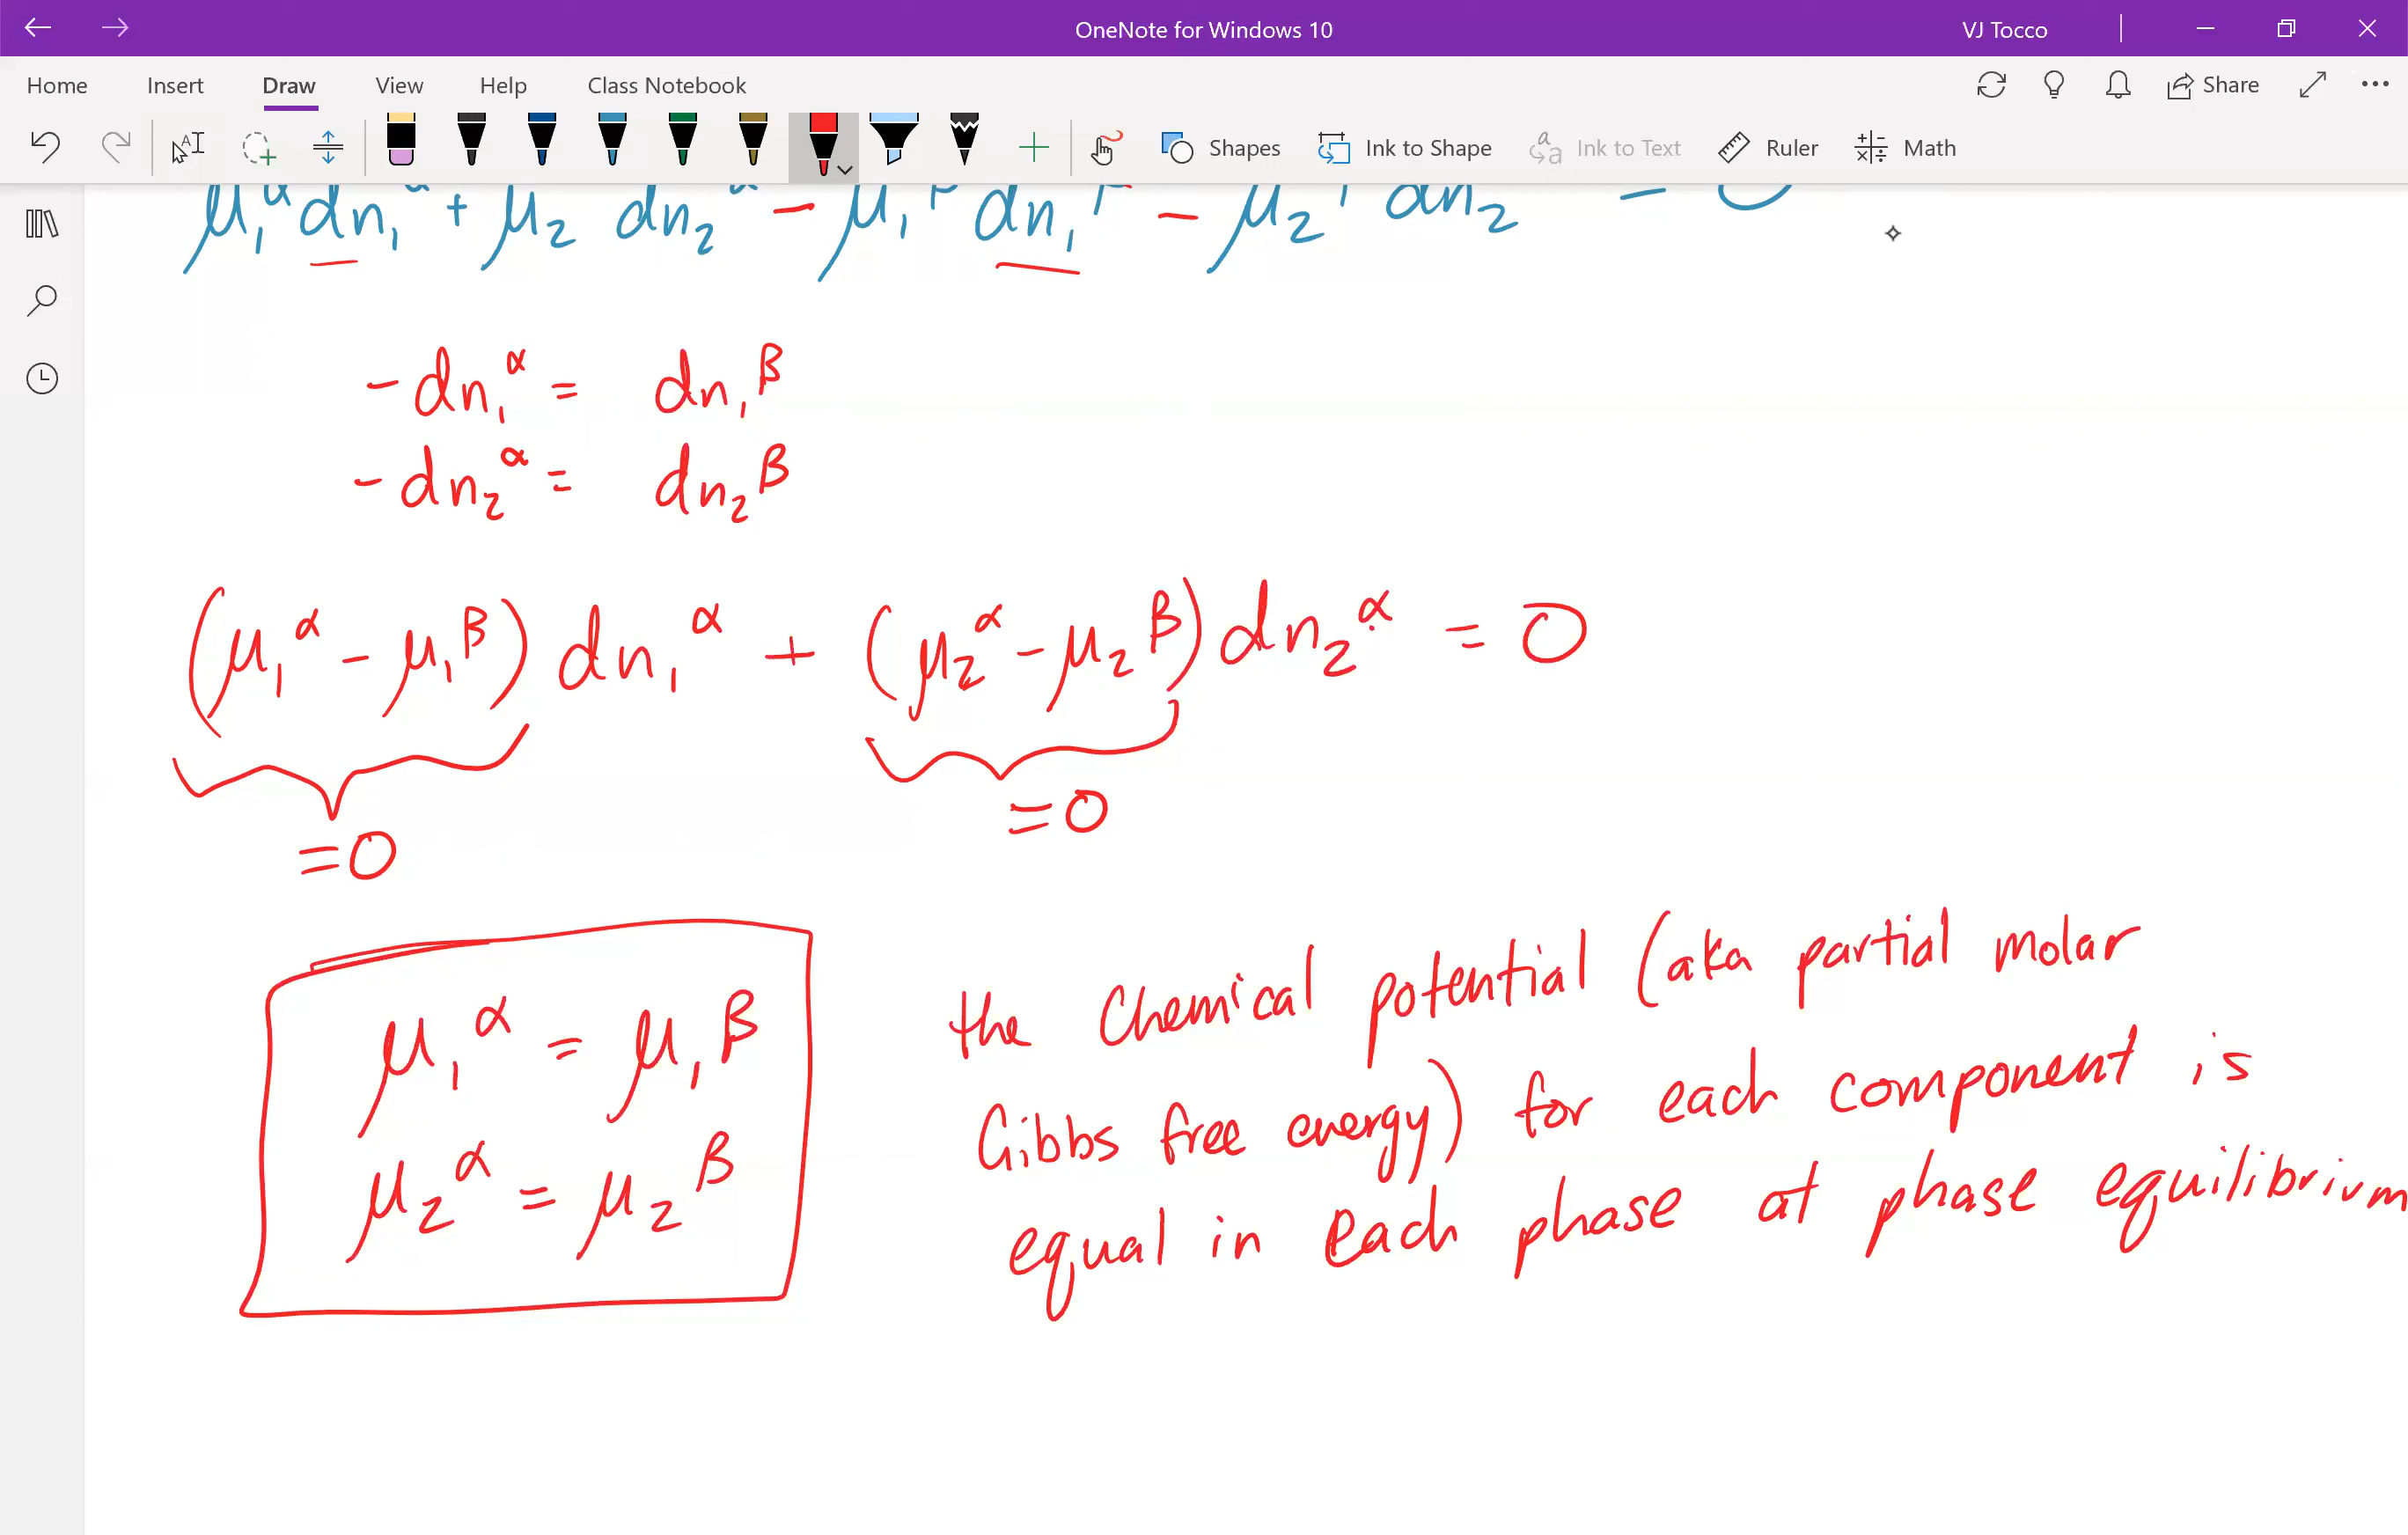 OneNote for Windows 10
VJ Tocco
Home Insert Draw View Help Class Notebook
Share
Shapes Ink to Shape Ink to Text Ruler Math
μ₁^α dn₁^α + μ₂ dn₂^α − μ₁^β dn₁^β − μ₂ dn₂ = 0
−dn₁^α = dn₁^β
−dn₂^α = dn₂^β
(μ₁^α − μ₁^β) dn₁^α + (μ₂^α − μ₂^β) dn₂^α = 0
=0
=0
μ₁^α = μ₁^β
μ₂^α = μ₂^β
the Chemical potential (aka partial molar
Gibbs free energy) for each component is
equal in each phase at phase equilibrium